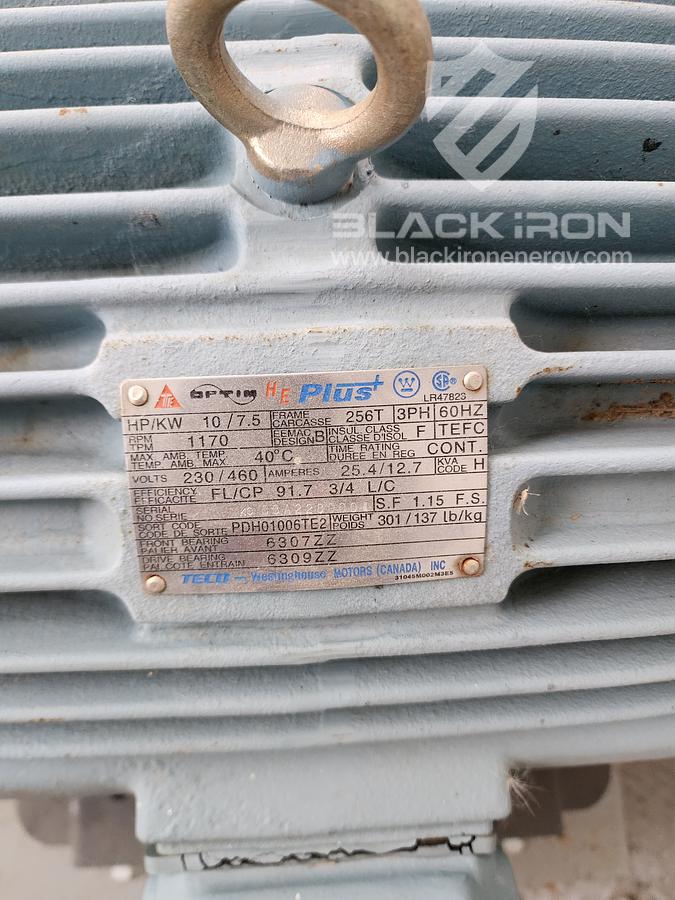 BLACK IRON
www.blackironenergy.com
TE OPTIM HE Plus+ W SP
LR47823
HP/KW 10/7.5 FRAME CARCASSE 256T 3PH 60HZ
RPM TPM 1170 EEMAC DESIGN B INSUL CLASS CLASSE D'ISOL F TEFC
MAX. AMB. TEMP. TEMP. AMB. MAX. 40°C TIME RATING DUREE EN REG CONT.
VOLTS 230/460 AMPERES 25.4/12.7 KVA CODE H
EFFICIENCY EFFICACITE FL/CP 91.7 3/4 L/C
SERIAL NO SERIE S.F 1.15 F.S.
SORT CODE CODE DE SORTE PDH01006TE2 WEIGHT POIDS 301/137 lb/kg
FRONT BEARING PALIER AVANT 6307ZZ
DRIVE BEARING PAL.COTE ENTRAIN 6309ZZ
TECO - Westinghouse MOTORS (CANADA) INC
31045M002M3E5